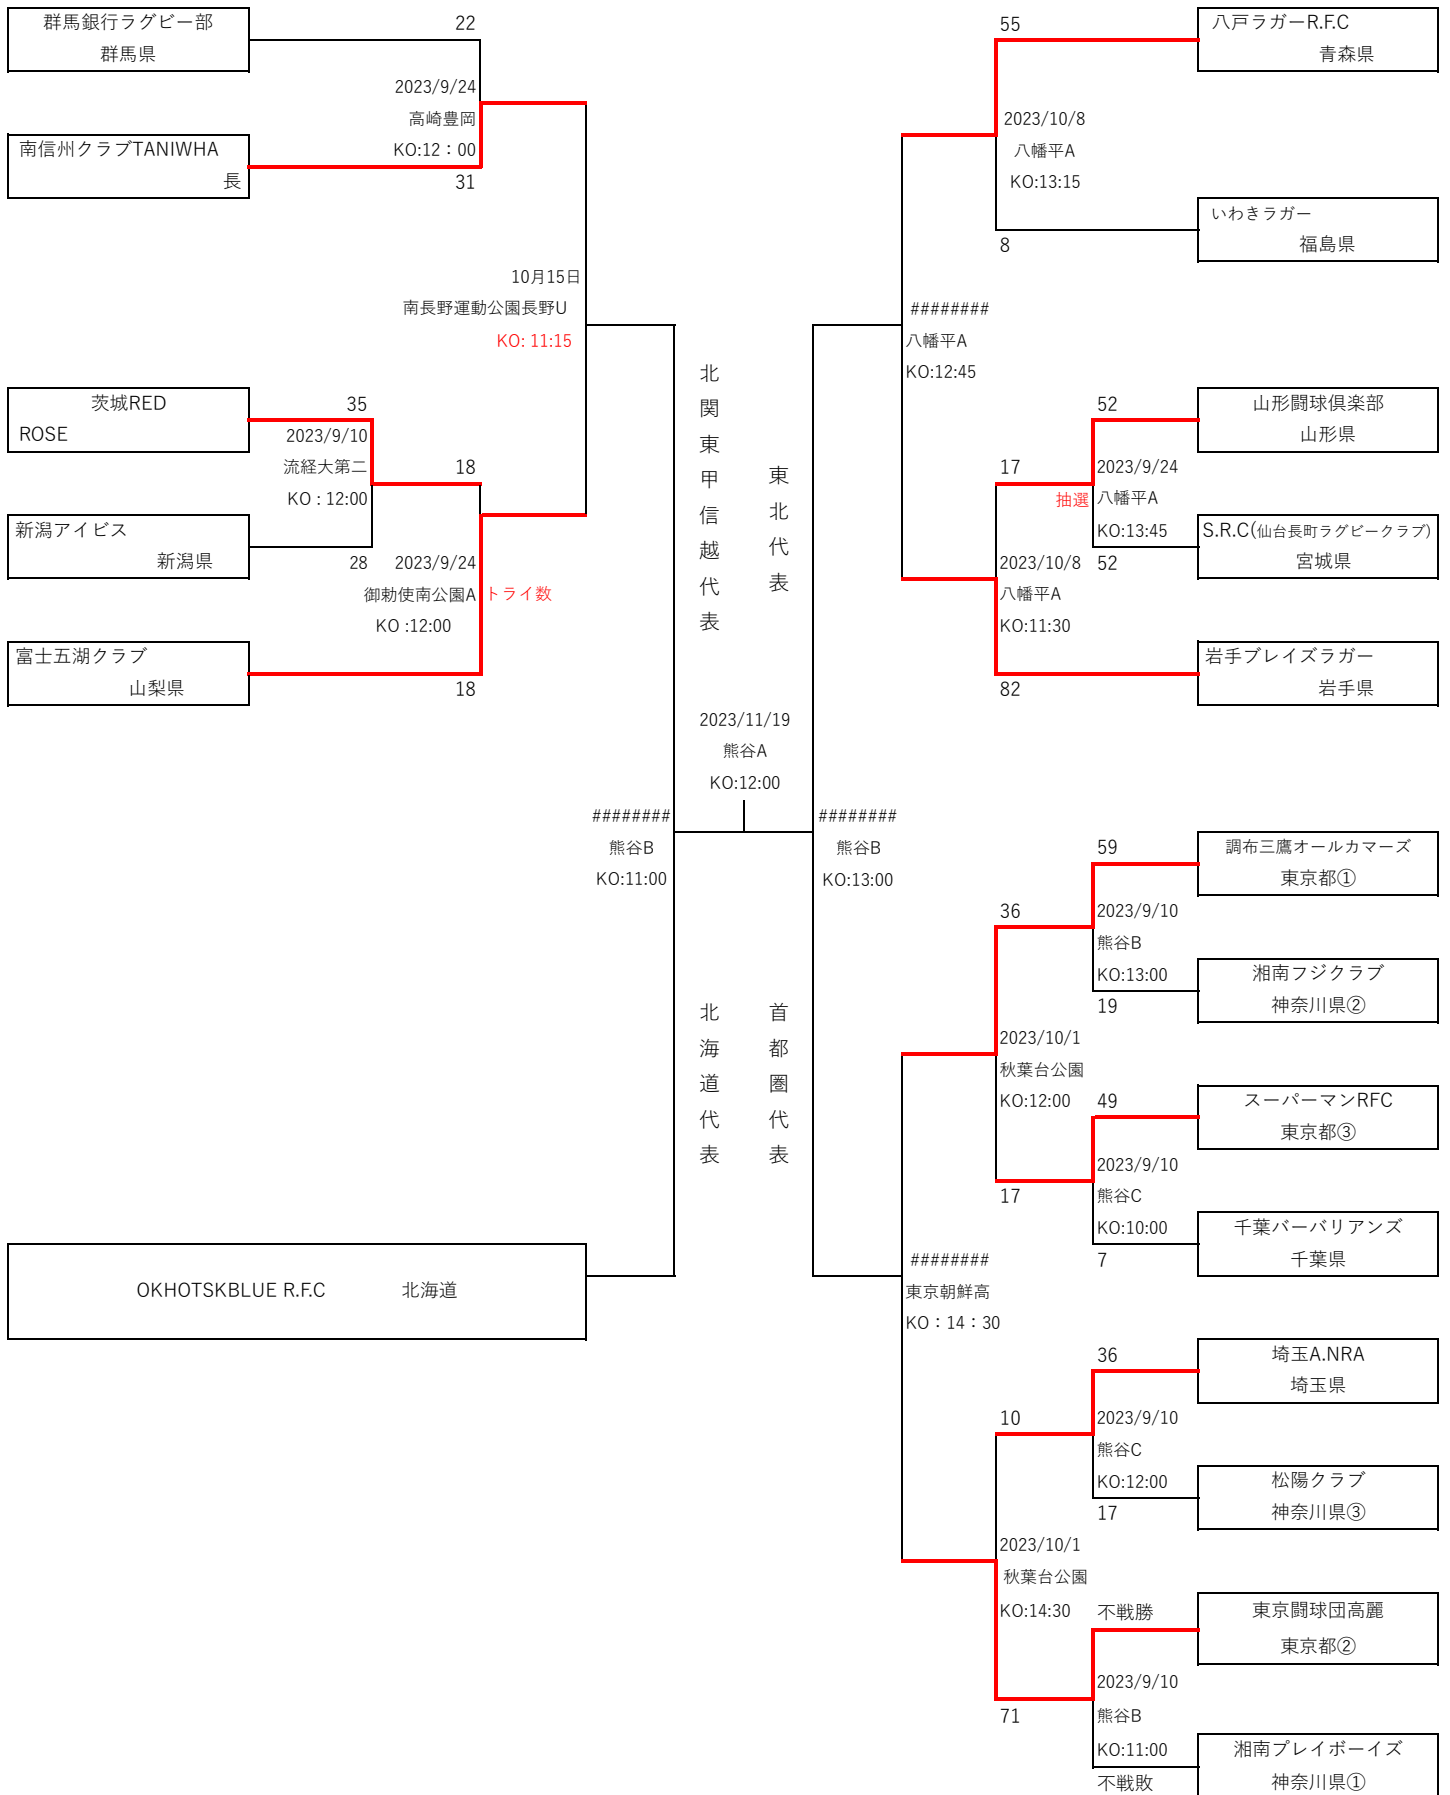 群馬銀行ラグビー部
群馬県
22
2023/9/24
高崎豊岡
KO:12：00
南信州クラブTANIWHA
長
31
10月15日
南長野運動公園長野U
KO: 11:15
茨城RED
ROSE
35
2023/9/10
流経大第二
KO : 12:00
18
新潟アイビス
新潟県
28
2023/9/24
御勅使南公園A
KO :12:00
トライ数
富士五湖クラブ
山梨県
18
北関東甲信越代表
東北代表
2023/11/19
熊谷A
KO:12:00
########
熊谷B
KO:11:00
########
熊谷B
KO:13:00
北海道代表
首都圏代表
OKHOTSKBLUE R.F.C 北海道
55
八戸ラガーR.F.C
青森県
2023/10/8
八幡平A
KO:13:15
いわきラガー
福島県
8
########
八幡平A
KO:12:45
52
山形闘球倶楽部
山形県
17
抽選
2023/9/24
八幡平A
KO:13:45
S.R.C(仙台長町ラグビークラブ)
宮城県
52
2023/10/8
八幡平A
KO:11:30
岩手ブレイズラガー
岩手県
82
59
調布三鷹オールカマーズ
東京都①
36
2023/9/10
熊谷B
KO:13:00
湘南フジクラブ
神奈川県②
19
2023/10/1
秋葉台公園
KO:12:00
49
スーパーマンRFC
東京都③
2023/9/10
熊谷C
KO:10:00
17
千葉バーバリアンズ
千葉県
7
########
東京朝鮮高
KO：14：30
36
埼玉A.NRA
埼玉県
10
2023/9/10
熊谷C
KO:12:00
松陽クラブ
神奈川県③
17
2023/10/1
秋葉台公園
KO:14:30
不戦勝
東京闘球団高麗
東京都②
2023/9/10
熊谷B
KO:11:00
71
湘南プレイボーイズ
神奈川県①
不戦敗